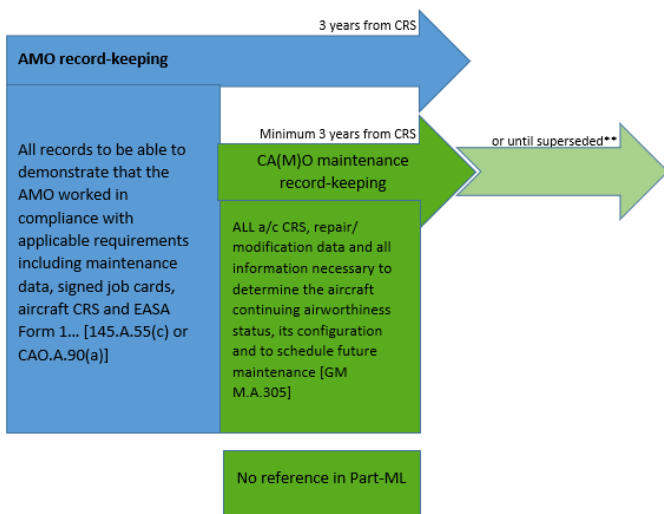 3 years from CRS
AMO record-keeping
Minimum 3 years from CRS
or until superseded**
CA(M)O maintenance
record-keeping
All records to be able to
demonstrate that the
AMO worked in
compliance with
applicable requirements
including maintenance
data, signed job cards,
aircraft CRS and EASA
Form 1... [145.A.55(c) or
CAO.A.90(a)]
ALL a/c CRS, repair/
modification data and all
information necessary to
determine the aircraft
continuing airworthiness
status, its configuration
and to schedule future
maintenance [GM
M.A.305]
No reference in Part-ML